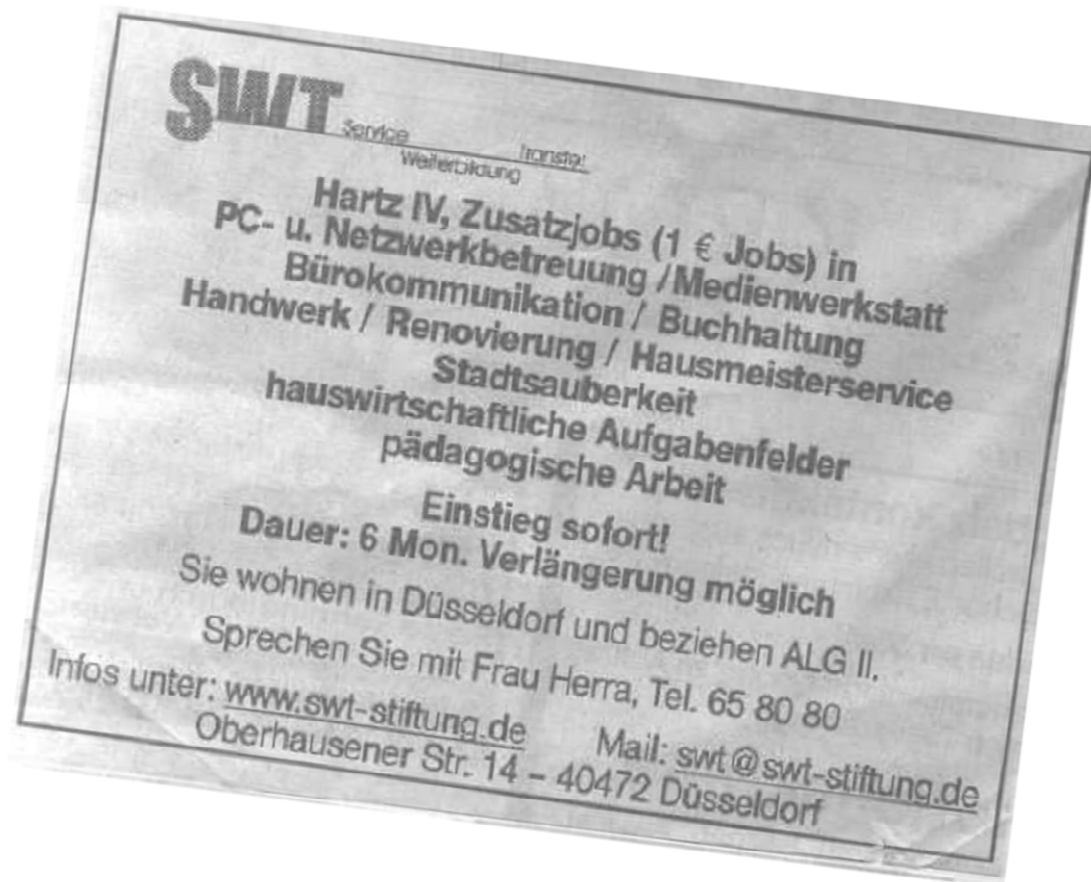 SWT
Service Transfer
Weiterbildung
Hartz IV, Zusatzjobs (1 € Jobs) in
PC- u. Netzwerkbetreuung / Medienwerkstatt
Bürokommunikation / Buchhaltung
Handwerk / Renovierung / Hausmeisterservice
Stadtsauberkeit
hauswirtschaftliche Aufgabenfelder
pädagogische Arbeit
Einstieg sofort!
Dauer: 6 Mon. Verlängerung möglich
Sie wohnen in Düsseldorf und beziehen ALG II.
Sprechen Sie mit Frau Herra, Tel. 65 80 80
Infos unter: www.swt-stiftung.de Mail: swt@swt-stiftung.de
Oberhausener Str. 14 – 40472 Düsseldorf